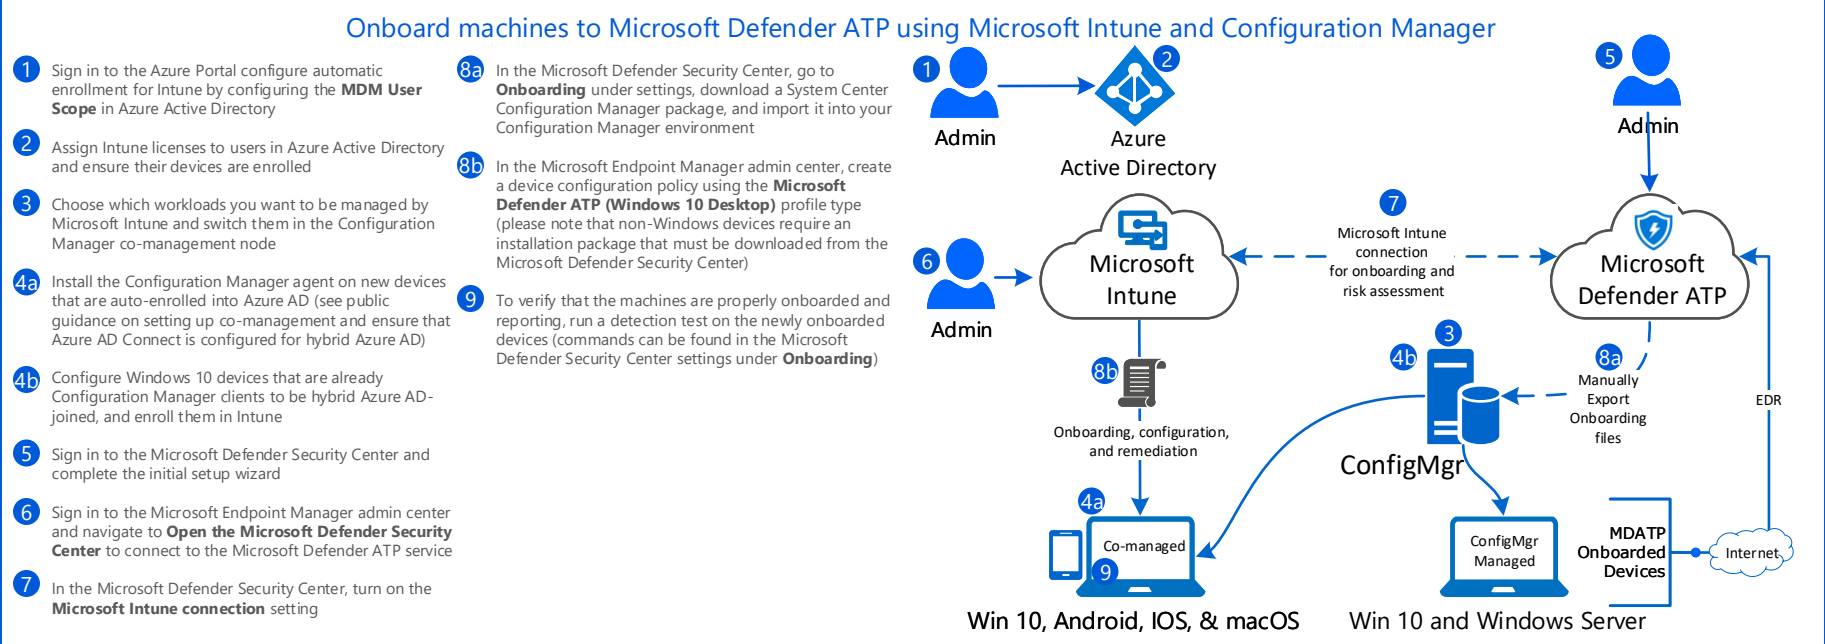 Onboard machines to Microsoft Defender ATP using Microsoft Intune and Configuration Manager
1
Sign in to the Azure Portal configure automatic
enrollment for Intune by configuring the MDM User
Scope in Azure Active Directory
2
Assign Intune licenses to users in Azure Active Directory
and ensure their devices are enrolled
3
Choose which workloads you want to be managed by
Microsoft Intune and switch them in the Configuration
Manager co-management node
4a
Install the Configuration Manager agent on new devices
that are auto-enrolled into Azure AD (see public
guidance on setting up co-management and ensure that
Azure AD Connect is configured for hybrid Azure AD)
4b
Configure Windows 10 devices that are already
Configuration Manager clients to be hybrid Azure AD-
joined, and enroll them in Intune
5
Sign in to the Microsoft Defender Security Center and
complete the initial setup wizard
6
Sign in to the Microsoft Endpoint Manager admin center
and navigate to Open the Microsoft Defender Security
Center to connect to the Microsoft Defender ATP service
7
In the Microsoft Defender Security Center, turn on the
Microsoft Intune connection setting
8a
In the Microsoft Defender Security Center, go to
Onboarding under settings, download a System Center
Configuration Manager package, and import it into your
Configuration Manager environment
8b
In the Microsoft Endpoint Manager admin center, create
a device configuration policy using the Microsoft
Defender ATP (Windows 10 Desktop) profile type
(please note that non-Windows devices require an
installation package that must be downloaded from the
Microsoft Defender Security Center)
9
To verify that the machines are properly onboarded and
reporting, run a detection test on the newly onboarded
devices (commands can be found in the Microsoft
Defender Security Center settings under Onboarding)
1
Admin
2
Azure
Active Directory
5
Admin
6
Admin
Microsoft
Intune
7
Microsoft Intune
connection
for onboarding and
risk assessment
Microsoft
Defender ATP
8b
Onboarding, configuration,
and remediation
3
4b
ConfigMgr
8a
Manually
Export
Onboarding
files
EDR
4a
Co-managed
9
Win 10, Android, IOS, & macOS
ConfigMgr
Managed
Win 10 and Windows Server
MDATP
Onboarded
Devices
Internet